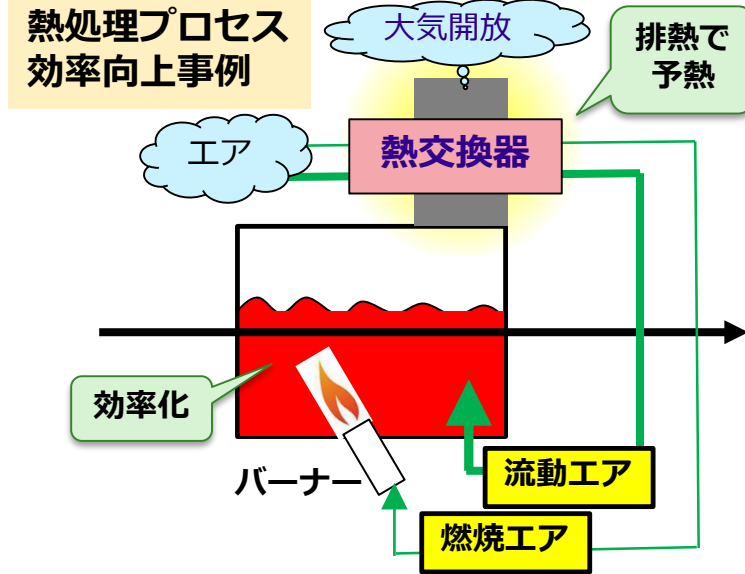 熱処理プロセス
効率向上事例
大気開放
排熱で
予熱
エア
熱交換器
効率化
バーナー
流動エア
燃焼エア